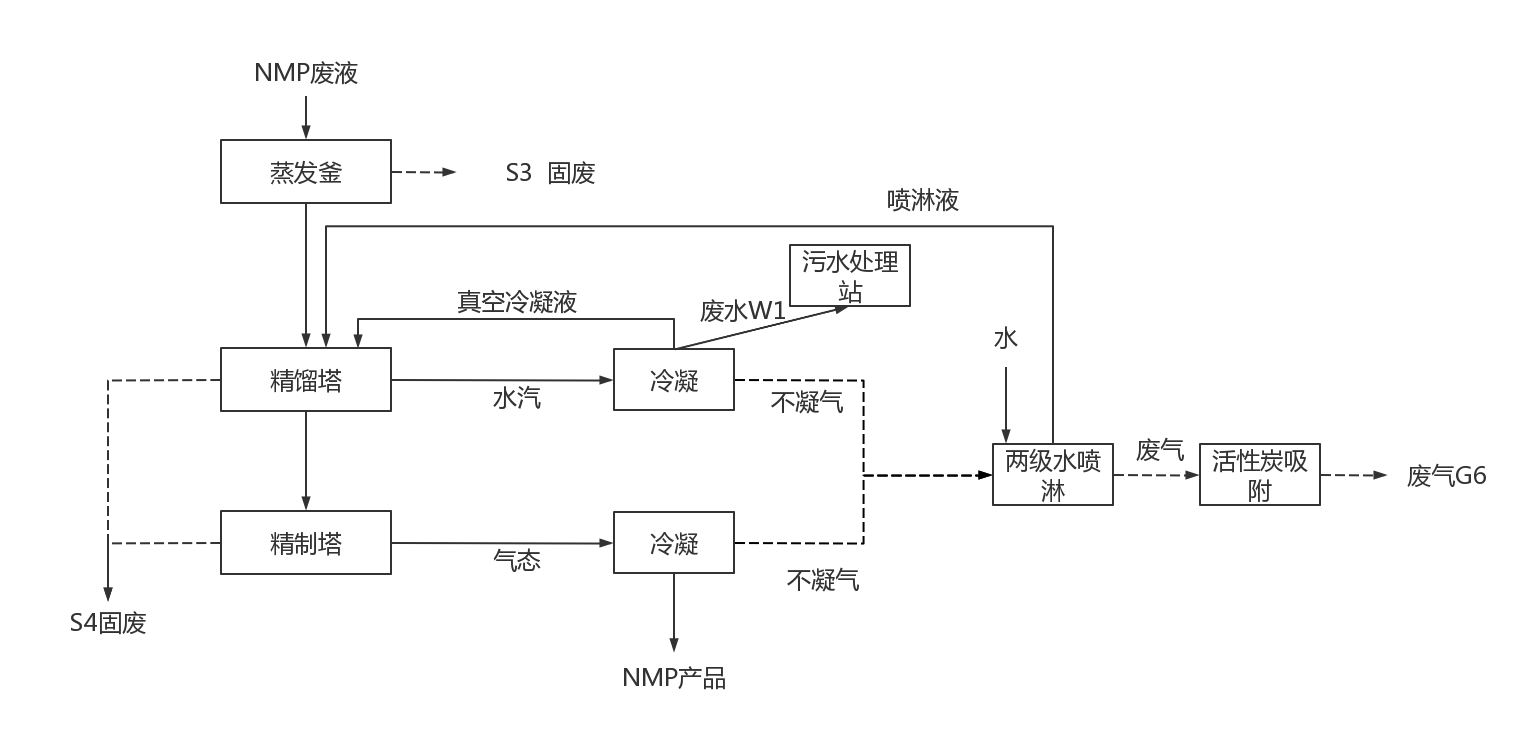 NMP废液
蒸发釜
S3 固废
喷淋液
污水处理
站
真空冷凝液
废水W1
水
精馏塔
水汽
冷凝
不凝气
两级水喷
淋
废气
活性炭吸
附
废气G6
精制塔
气态
冷凝
不凝气
S4固废
NMP产品